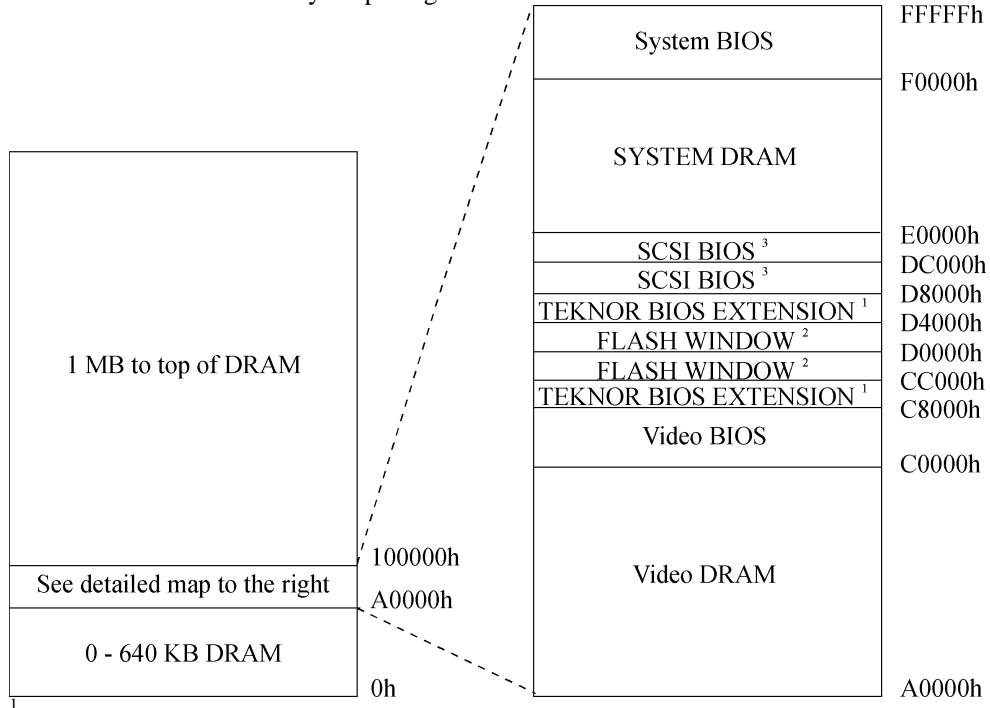 FFFFFh
System BIOS
F0000h
SYSTEM DRAM
E0000h
SCSI BIOS ³
DC000h
SCSI BIOS ³
D8000h
TEKNOR BIOS EXTENSION ¹
D4000h
FLASH WINDOW ²
D0000h
FLASH WINDOW ²
CC000h
TEKNOR BIOS EXTENSION ¹
C8000h
Video BIOS
C0000h
Video DRAM
A0000h
1 MB to top of DRAM
100000h
See detailed map to the right
A0000h
0 - 640 KB DRAM
0h
1